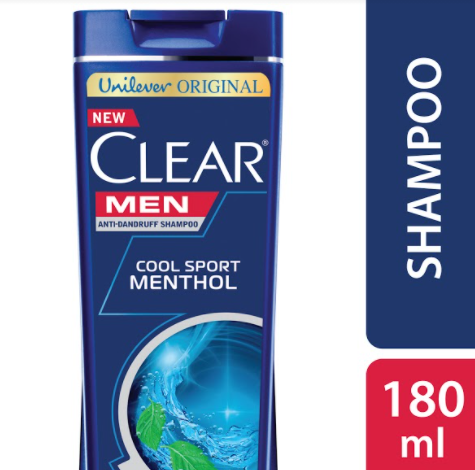 Unilever ORIGINAL
NEW
CLEAR®
MEN
ANTI-DANDRUFF SHAMPOO
COOL SPORT
MENTHOL
SHAMPOO
180
ml